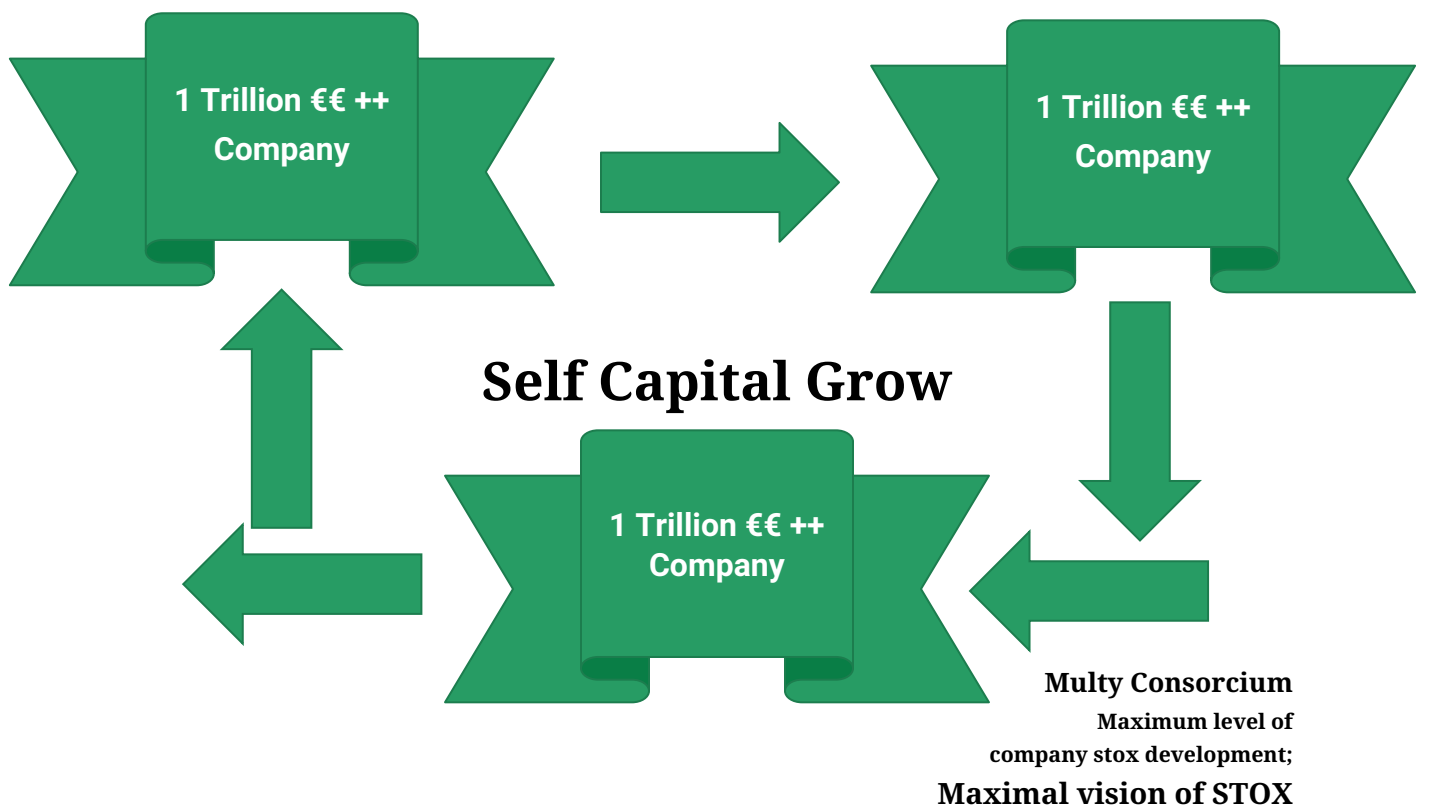 1 Trillion €€ ++
Company
1 Trillion €€ ++
Company
Self Capital Grow
1 Trillion €€ ++
Company
Multy Consorcium
Maximum level of
company stox development;
Maximal vision of STOX